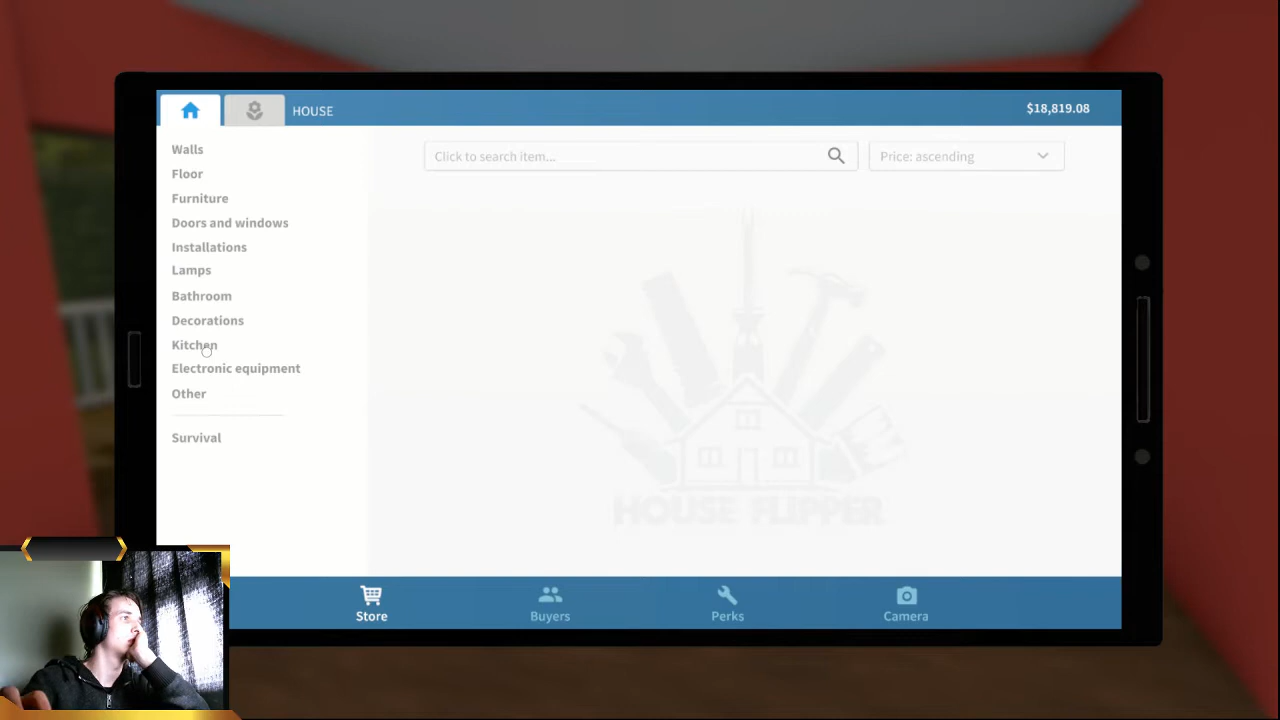 HOUSE
$18,819.08
Click to search item...
Price: ascending
Walls
Floor
Furniture
Doors and windows
Installations
Lamps
Bathroom
Decorations
Kitchen
Electronic equipment
Other
Survival
HOUSE FLIPPER
Store
Buyers
Perks
Camera